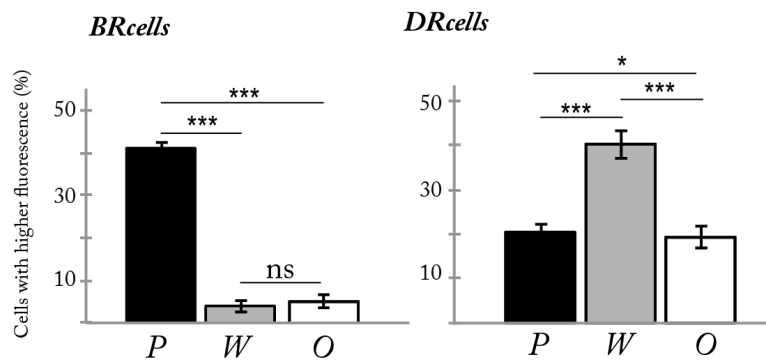 BRcells
DRcells
Cells with higher fluorescence (%)
50
30
10
***
***
ns
P W O
50
30
10
*
***
***
P W O